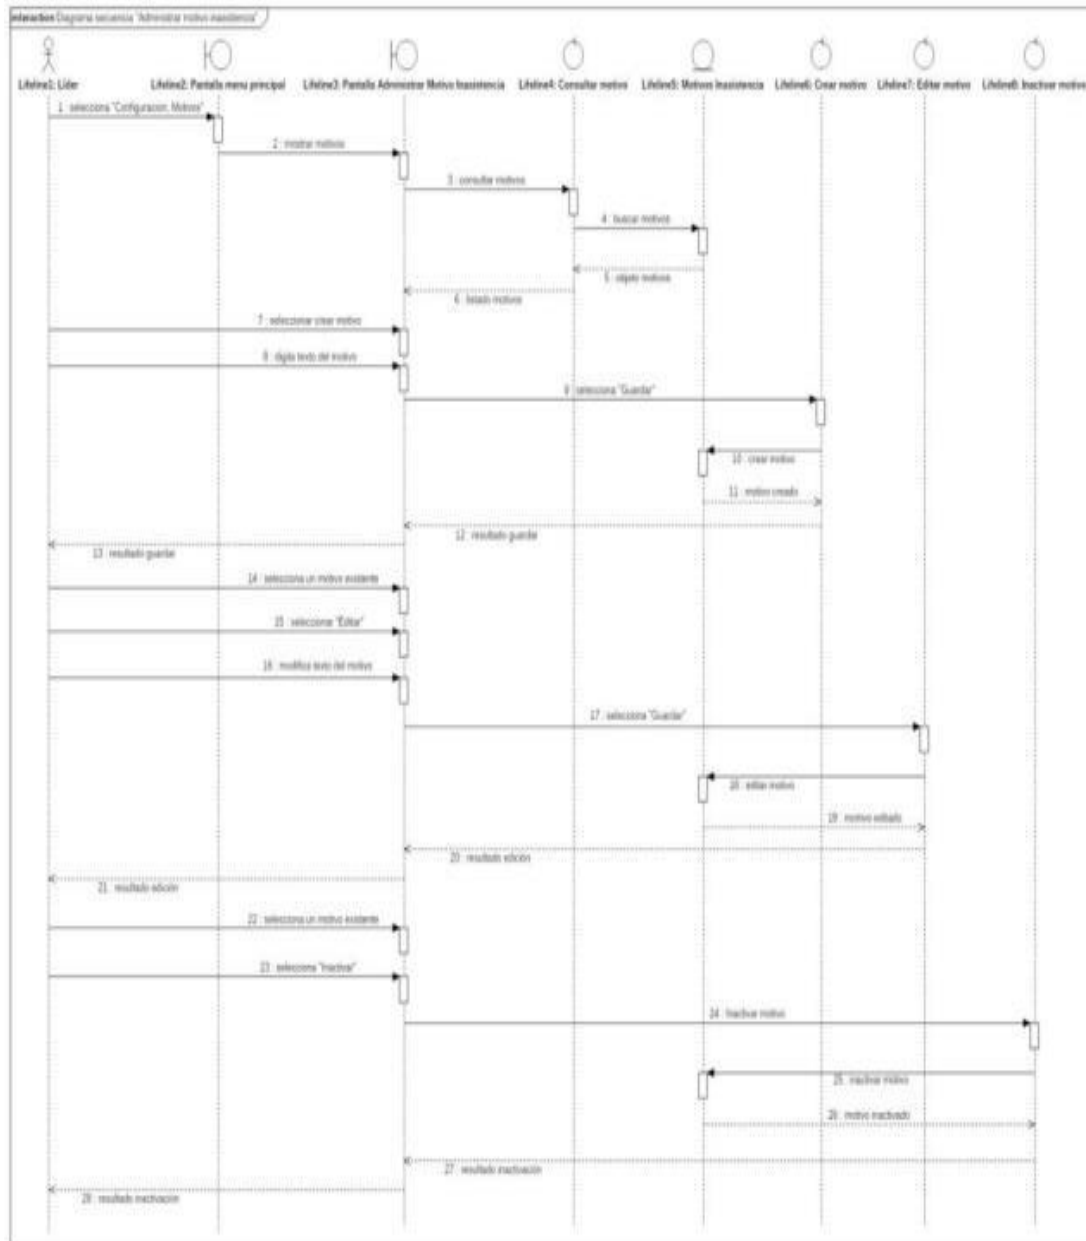 interaction Diagrama secuencia "Administrar motivo inasistencia"
Lifeline1: Líder
Lifeline2: Pantalla menu principal
Lifeline3: Pantalla Administrar Motivo Inasistencia
Lifeline4: Consultar motivo
Lifeline5: Motivos Inasistencia
Lifeline6: Crear motivo
Lifeline7: Editar motivo
Lifeline8: Inactivar motivo
1 : selecciona "Configuracion. Motivos"
2 : mostrar motivos
3 : consultar motivos
4 : buscar motivos
5 : objeto motivos
6 : listado motivos
7 : seleccionar crear motivo
8 : digita texto del motivo
9 : selecciona "Guardar"
10 : crear motivo
11 : motivo creado
12 : resultado guardar
13 : resultado guardar
14 : selecciona un motivo existente
15 : seleccionar "Editar"
16 : modifica texto del motivo
17 : selecciona "Guardar"
18 : editar motivo
19 : motivo editado
20 : resultado edición
21 : resultado edición
22 : selecciona un motivo existente
23 : selecciona "Inactivar"
24 : Inactivar motivo
25 : inactivar motivo
26 : motivo inactivado
27 : resultado inactivación
28 : resultado inactivación